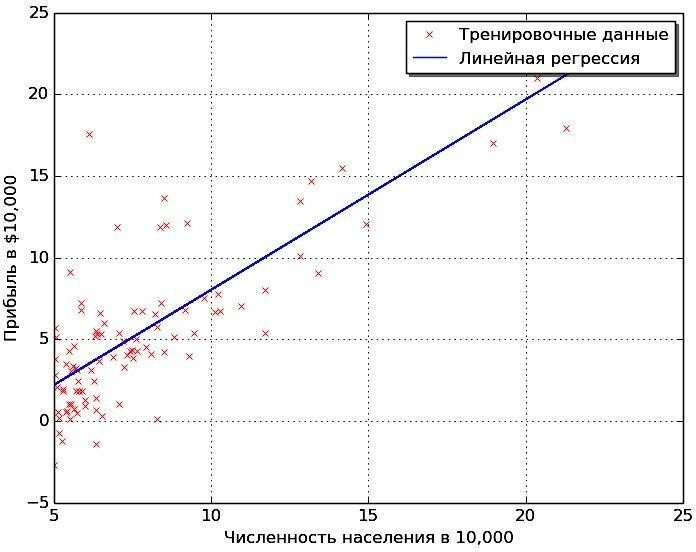 Тренировочные данные
Линейная регрессия
25
20
15
10
5
0
−5
Прибыль в $10,000
5 10 15 20 25
Численность населения в 10,000